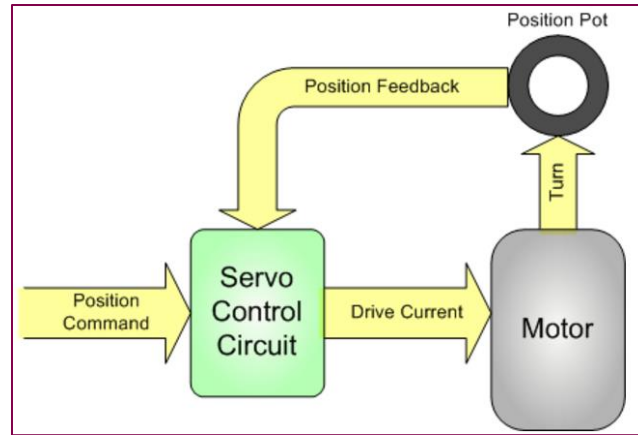 Position Pot
Position Feedback
Turn
Position
Command
Servo
Control
Circuit
Drive Current
Motor